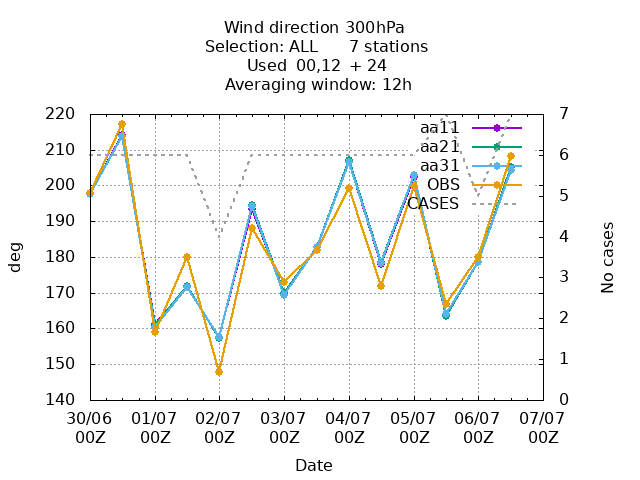 Wind direction 300hPa
Selection: ALL 7 stations
Used 00,12 + 24
Averaging window: 12h
220
210
200
190
180
170
160
150
140
deg
7
6
5
4
3
2
1
0
No cases
aa11
aa21
aa31
OBS
CASES
30/06 01/07 02/07 03/07 04/07 05/07 06/07 07/07
00Z 00Z 00Z 00Z 00Z 00Z 00Z 00Z
Date